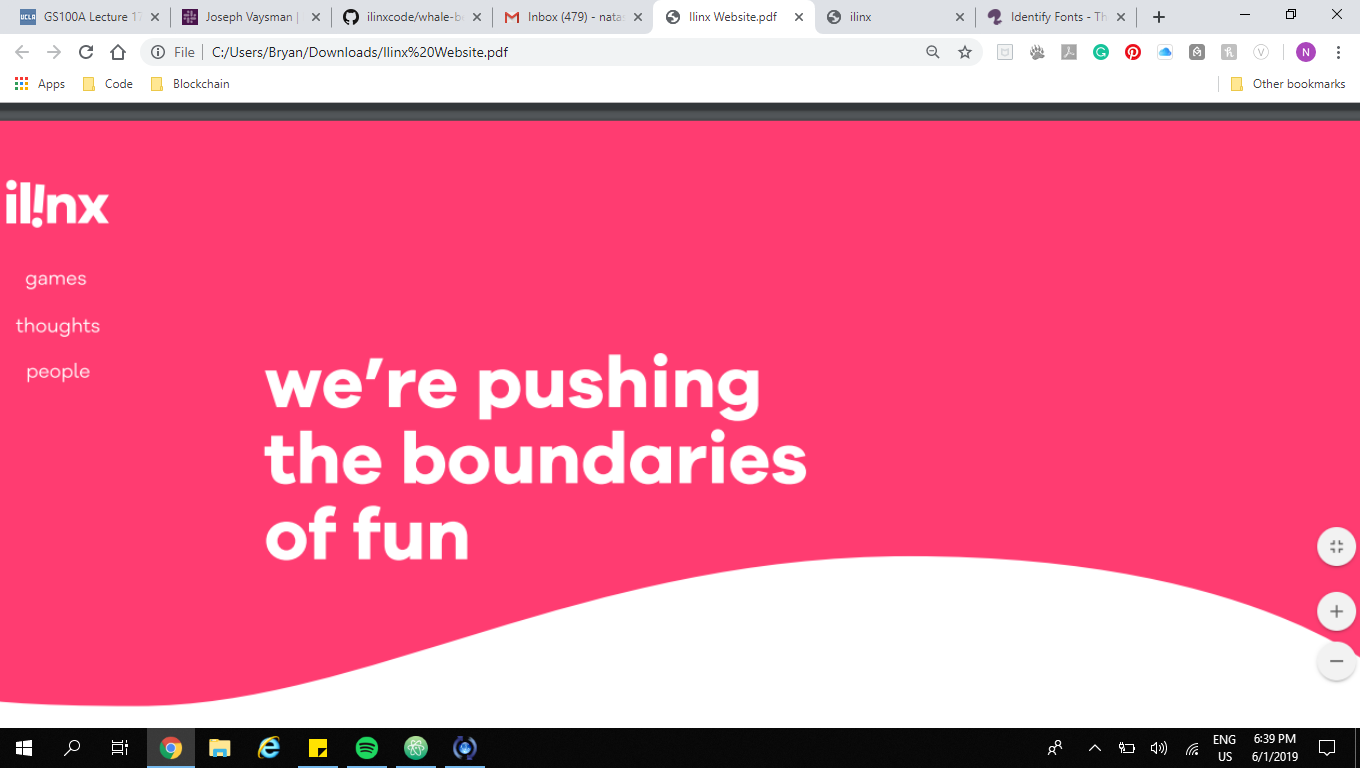 GS100A Lecture 17
Joseph Vaysman |
ilinxcode/whale-b
Inbox (479) - natas
Ilinx Website.pdf
ilinx
Identify Fonts - Th
File
C:/Users/Bryan/Downloads/Ilinx%20Website.pdf
N
Apps
Code
Blockchain
Other bookmarks
il!nx
games
thoughts
people
we're pushing
the boundaries
of fun
ENG
US
6:39 PM
6/1/2019